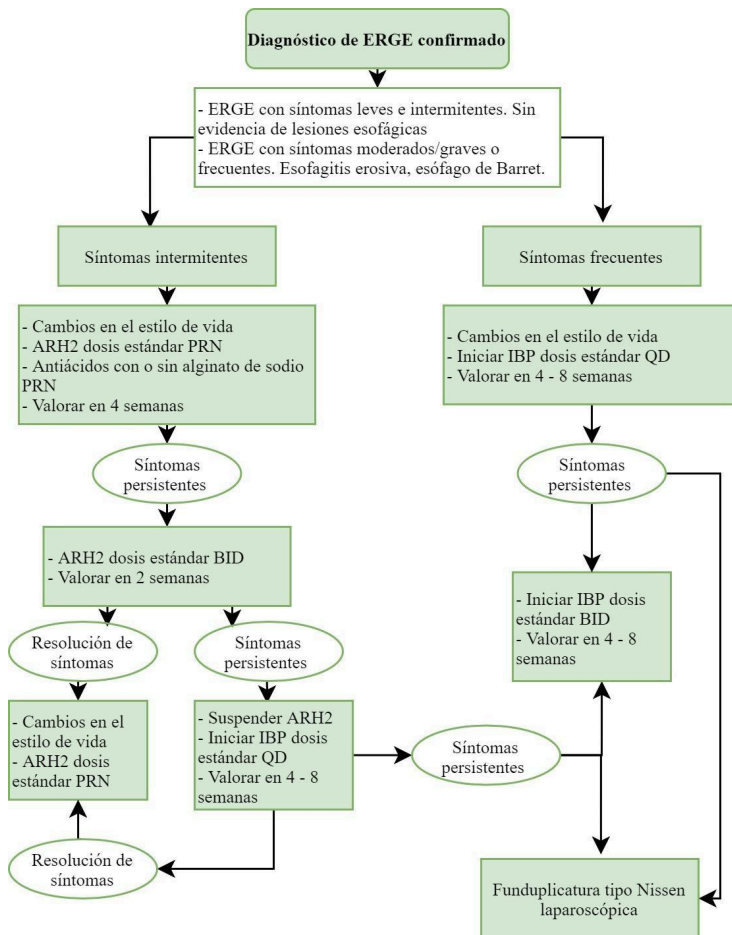 Diagnóstico de ERGE confirmado
- ERGE con síntomas leves e intermitentes. Sin
evidencia de lesiones esofágicas
- ERGE con síntomas moderados/graves o
frecuentes. Esofagitis erosiva, esófago de Barret.
Síntomas intermitentes
Síntomas frecuentes
- Cambios en el estilo de vida
- ARH2 dosis estándar PRN
- Antiácidos con o sin alginato de sodio
PRN
- Valorar en 4 semanas
- Cambios en el estilo de vida
- Iniciar IBP dosis estándar QD
- Valorar en 4 - 8 semanas
Síntomas
persistentes
Síntomas
persistentes
- ARH2 dosis estándar BID
- Valorar en 2 semanas
- Iniciar IBP dosis
estándar BID
- Valorar en 4 - 8
semanas
Resolución de
síntomas
Síntomas
persistentes
- Cambios en el
estilo de vida
- ARH2 dosis
estándar PRN
- Suspender ARH2
- Iniciar IBP dosis
estándar QD
- Valorar en 4 - 8
semanas
Síntomas
persistentes
Resolución de
síntomas
Funduplicatura tipo Nissen
laparoscópica